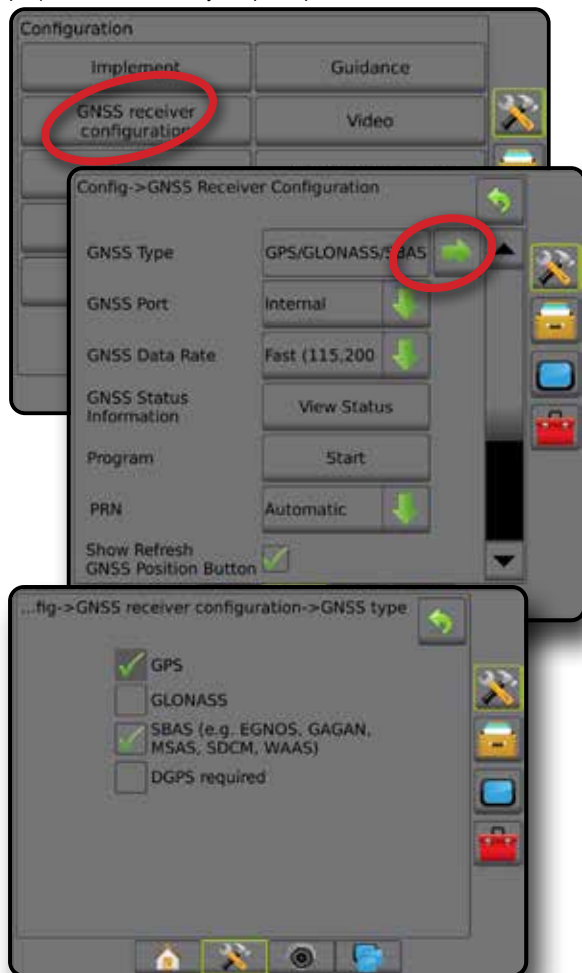 Configuration
Implement
Guidance
GNSS receiver
configuration
Video
Config->GNSS Receiver Configuration
GNSS Type
GPS/GLONASS/SBAS
GNSS Port
Internal
GNSS Data Rate
Fast (115,200
GNSS Status
Information
View Status
Program
Start
PRN
Automatic
Show Refresh
GNSS Position Button
...fig->GNSS receiver configuration->GNSS type
GPS
GLONASS
SBAS (e.g. EGNOS, GAGAN,
MSAS, SDCM, WAAS)
DGPS required